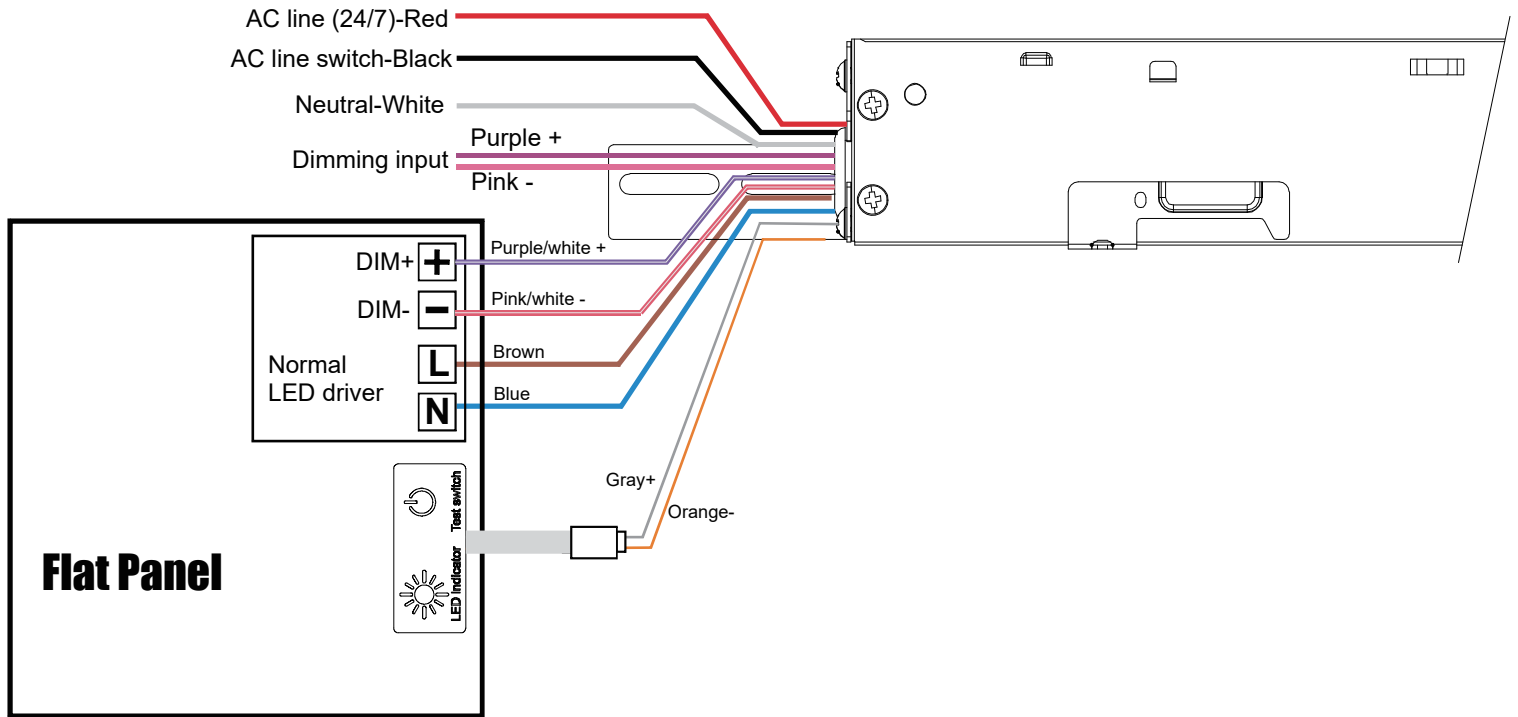 AC line (24/7)-Red
AC line switch-Black
Neutral-White
Purple +
Dimming input
Pink -
Purple/white +
DIM+
+
Pink/white -
DIM-
−
Brown
L
Normal
LED driver
Blue
N
Gray+
Orange-
Test switch
LED indicator
Flat Panel